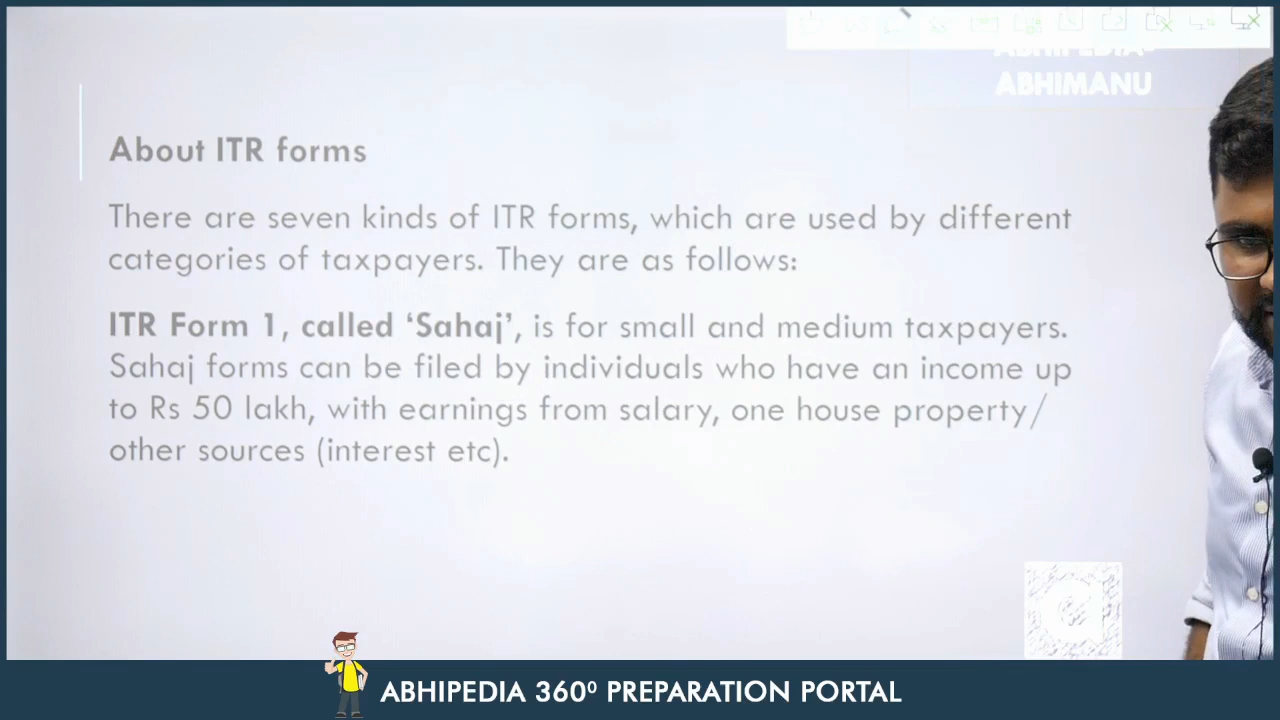 ABHIPEDIA
ABHIMANU
About ITR forms
There are seven kinds of ITR forms, which are used by different
categories of taxpayers. They are as follows:
ITR Form 1, called ‘Sahaj’, is for small and medium taxpayers.
Sahaj forms can be filed by individuals who have an income up
to Rs 50 lakh, with earnings from salary, one house property/
other sources (interest etc).
ABHIPEDIA 360⁰ PREPARATION PORTAL